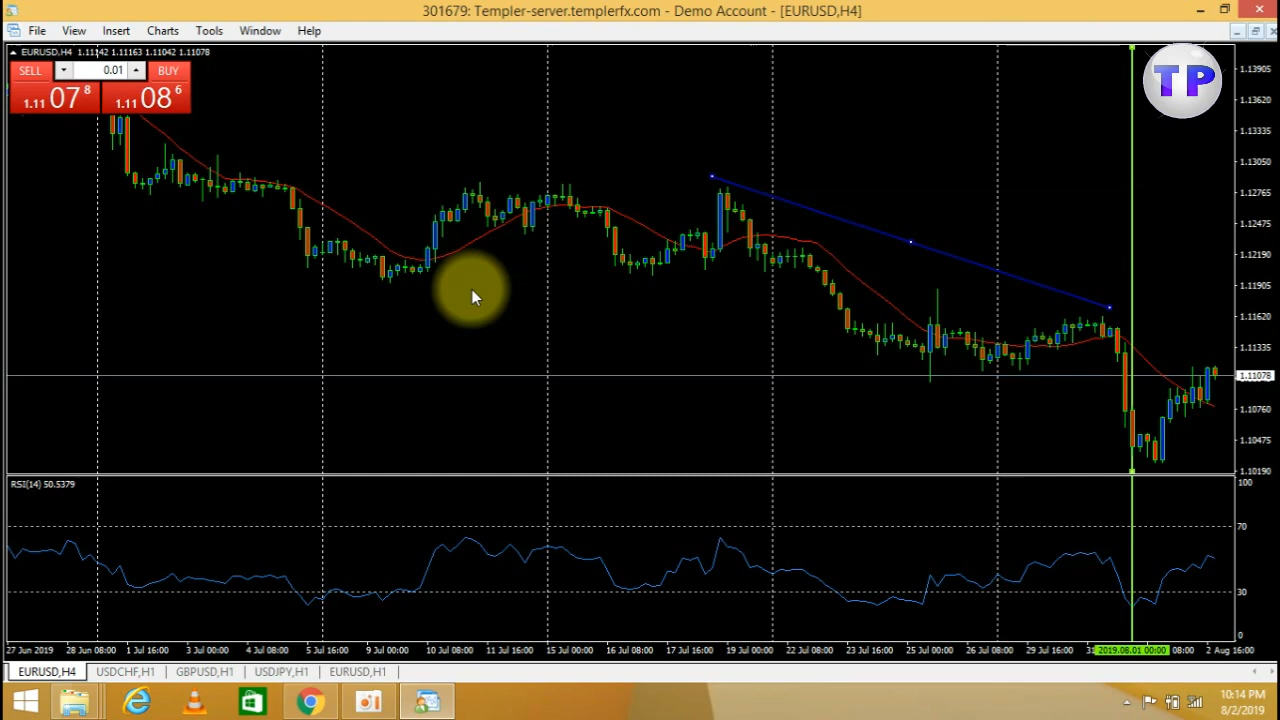 301679: Templer-server.templerfx.com - Demo Account - [EURUSD,H4]
File View Insert Charts Tools Window Help
EURUSD,H4 1.11142 1.11163 1.11042 1.11078
SELL 0.01 BUY
1.11 07 8 1.11 08 6
TP
1.13905
1.13620
1.13335
1.13050
1.12765
1.12475
1.12190
1.11905
1.11620
1.11335
1.11078
1.10760
1.10475
1.10190
RSI(14) 50.5379
100
70
30
0
27 Jun 2019 28 Jun 08:00 1 Jul 16:00 3 Jul 00:00 4 Jul 08:00 5 Jul 16:00 9 Jul 00:00 10 Jul 08:00 11 Jul 16:00 15 Jul 00:00 16 Jul 08:00 17 Jul 16:00 19 Jul 00:00 22 Jul 08:00 23 Jul 16:00 25 Jul 00:00 26 Jul 08:00 29 Jul 16:00 2019.08.01 00:00 08:00 2 Aug 16:00
EURUSD,H4 USDCHF,H1 GBPUSD,H1 USDJPY,H1 EURUSD,H1
10:14 PM
8/2/2019